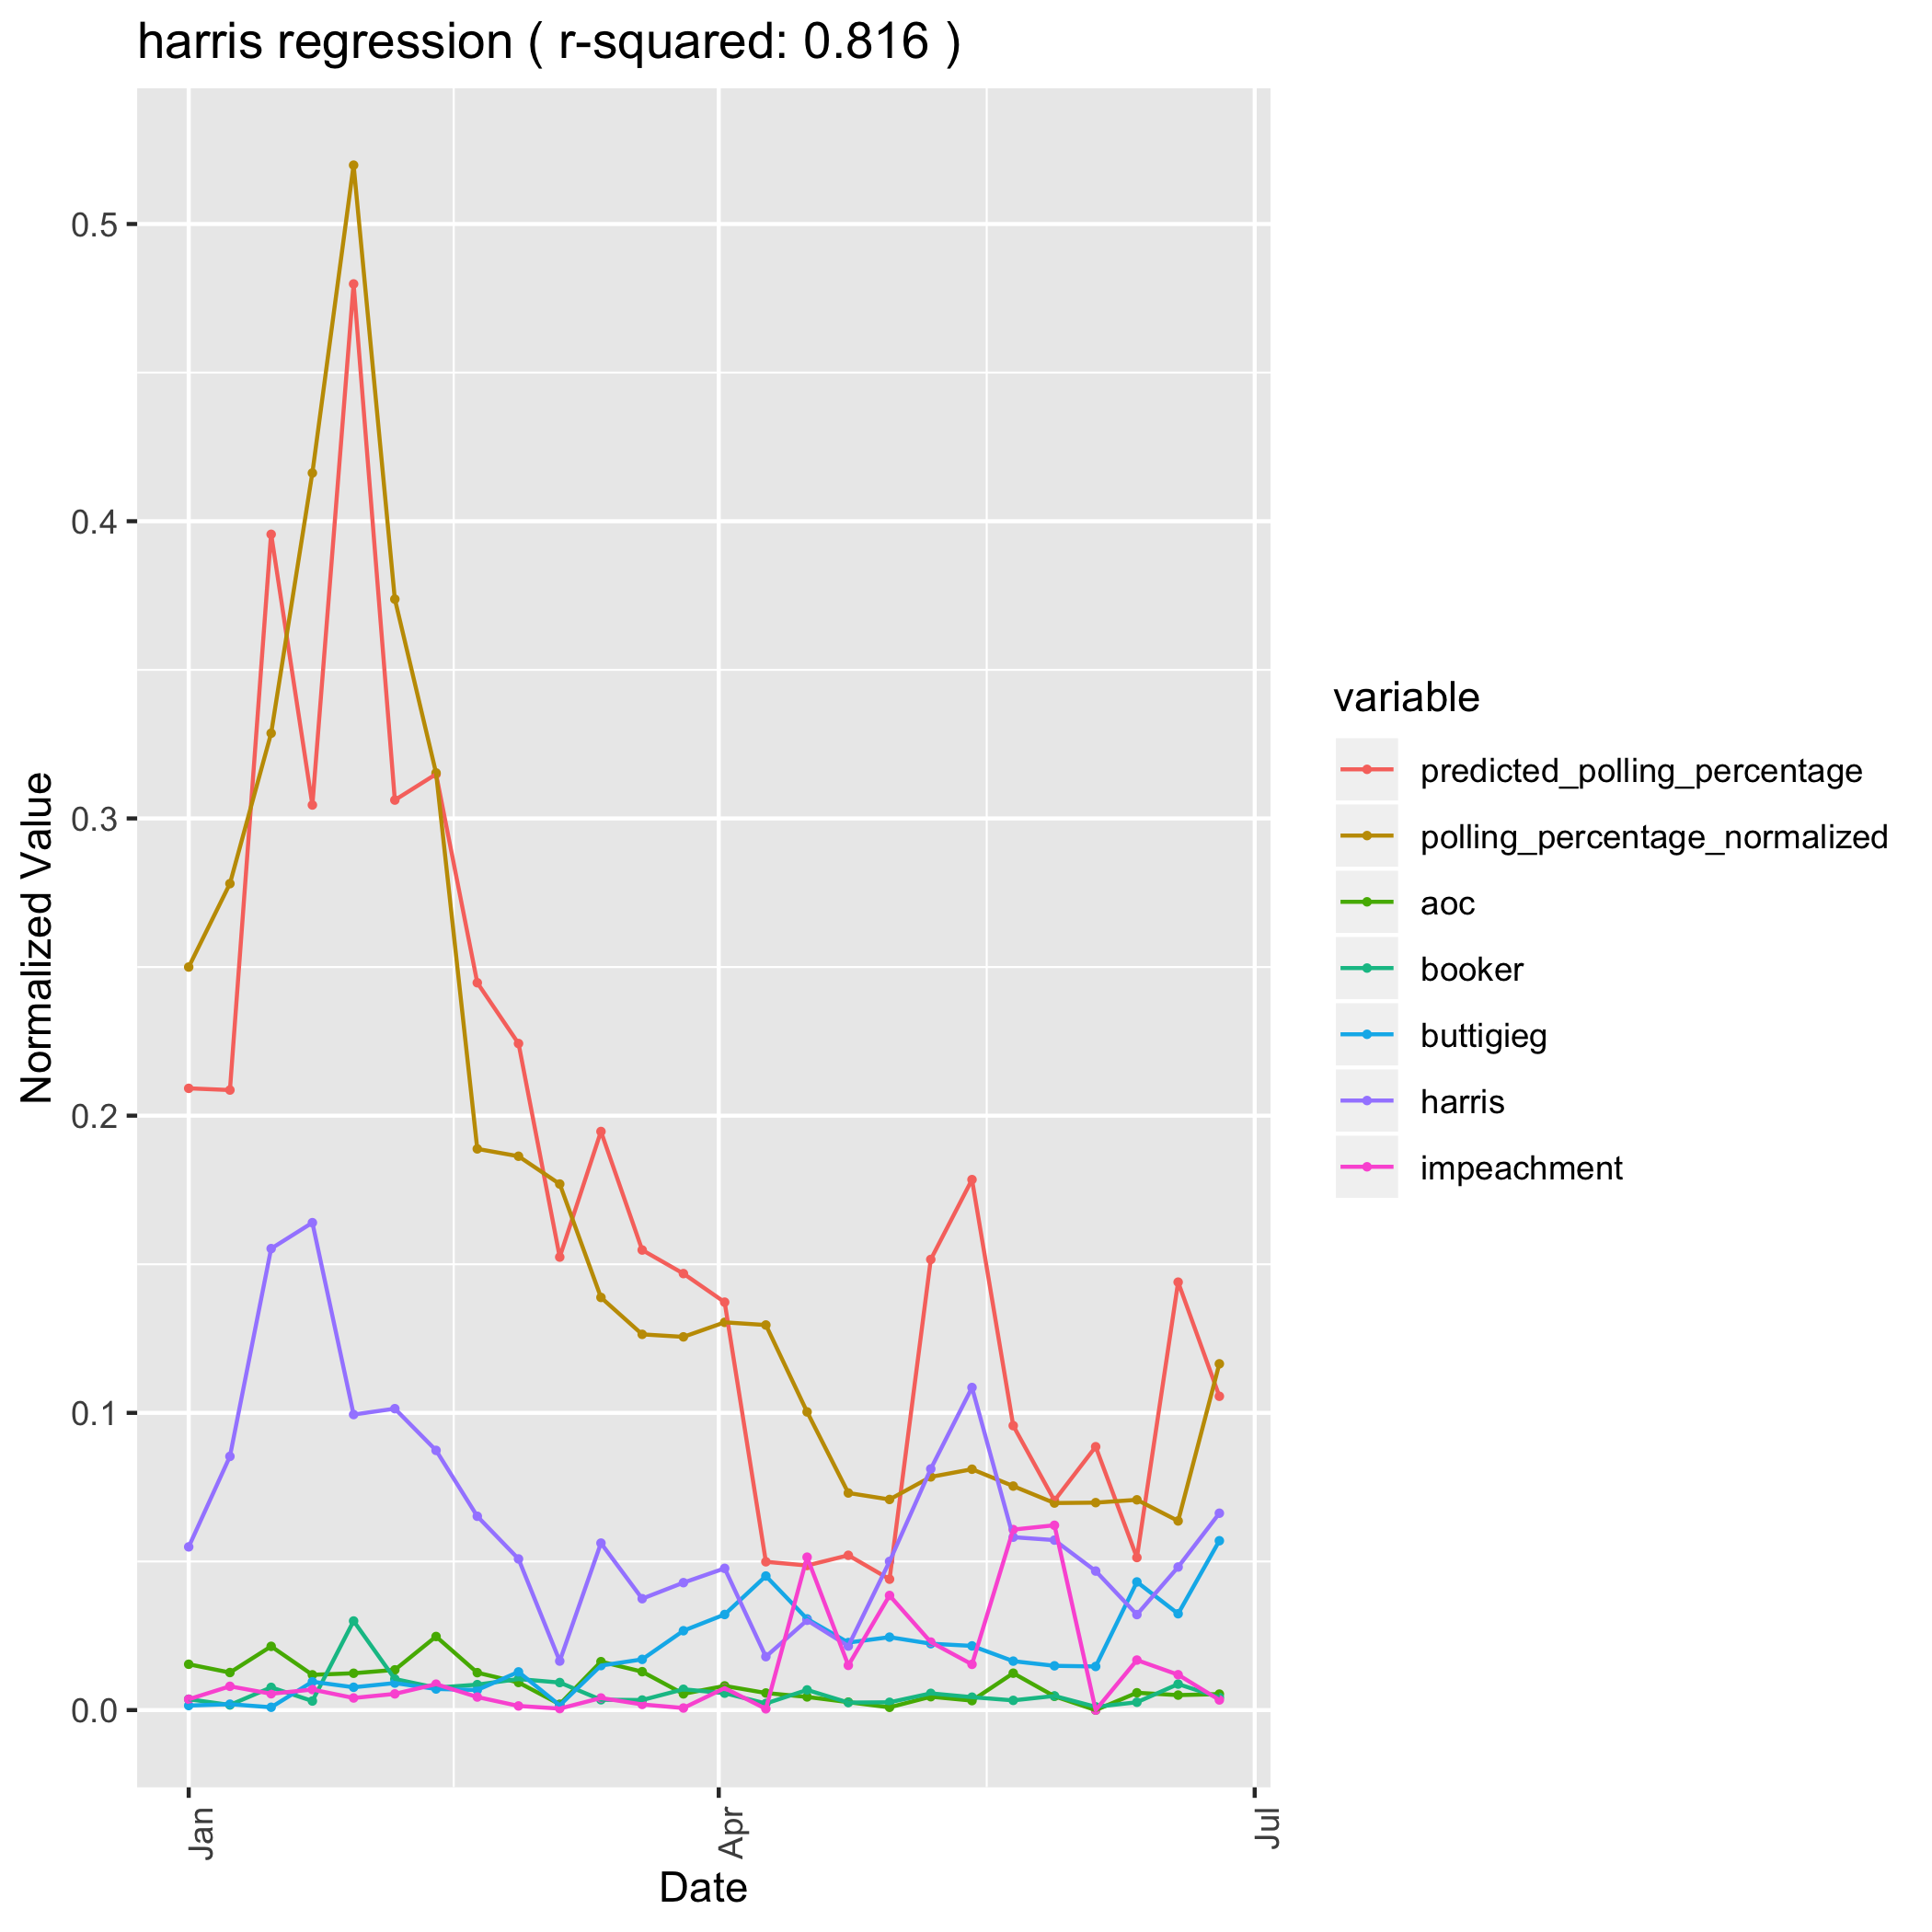 harris regression ( r-squared: 0.816 )
Normalized Value
0.5
0.4
0.3
0.2
0.1
0.0
Jan
Apr
Jul
Date
variable
predicted_polling_percentage
polling_percentage_normalized
aoc
booker
buttigieg
harris
impeachment